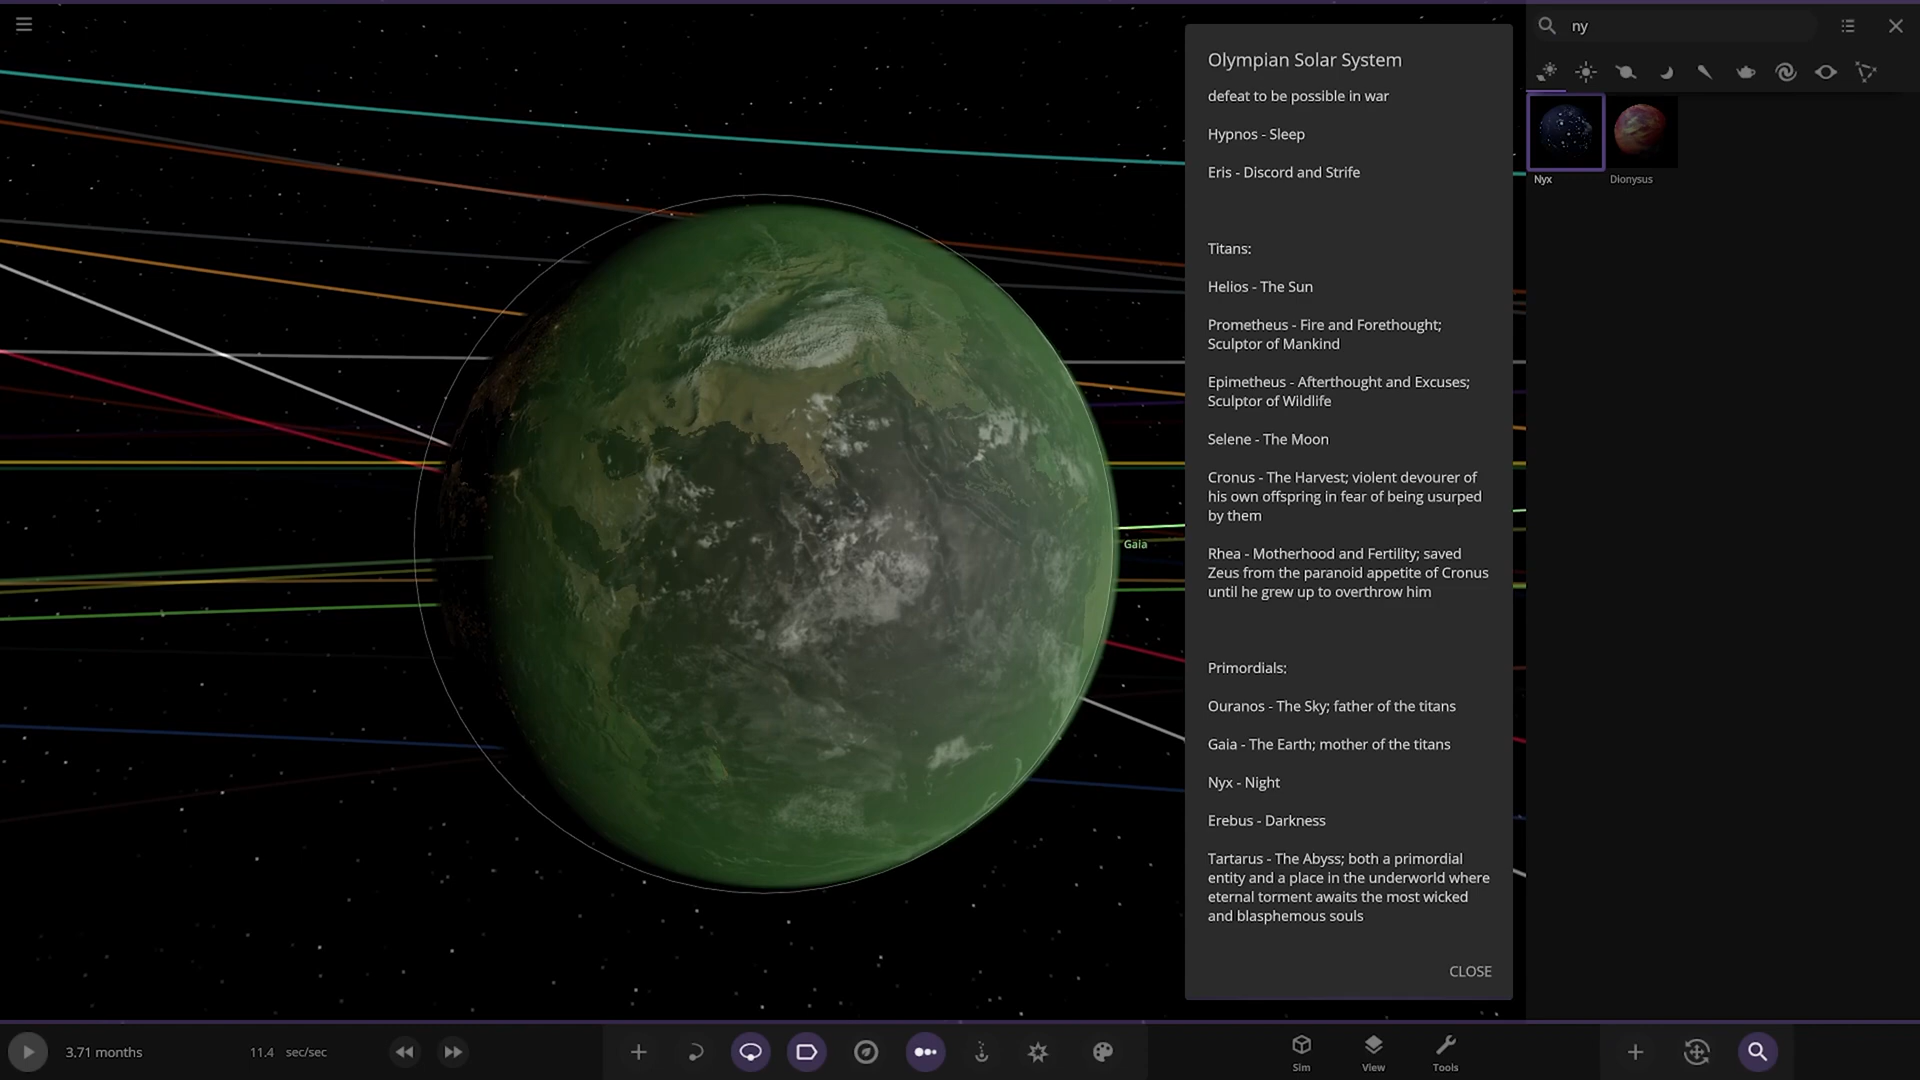 ny
Olympian Solar System
defeat to be possible in war
Hypnos - Sleep
Eris - Discord and Strife
Titans:
Helios - The Sun
Prometheus - Fire and Forethought;
Sculptor of Mankind
Epimetheus - Afterthought and Excuses;
Sculptor of Wildlife
Selene - The Moon
Cronus - The Harvest; violent devourer of
his own offspring in fear of being usurped
by them
Rhea - Motherhood and Fertility; saved
Zeus from the paranoid appetite of Cronus
until he grew up to overthrow him
Primordials;
Ouranos - The Sky; father of the titans
Gaia - The Earth; mother of the titans
Nyx - Night
Erebus - Darkness
Tartarus - The Abyss; both a primordial
entity and a place in the underworld where
eternal torment awaits the most wicked
and blasphemous souls
CLOSE
Nyx
Dionysus
Gaia
3.71 months
11.4 sec/sec
Sim
View
Tools